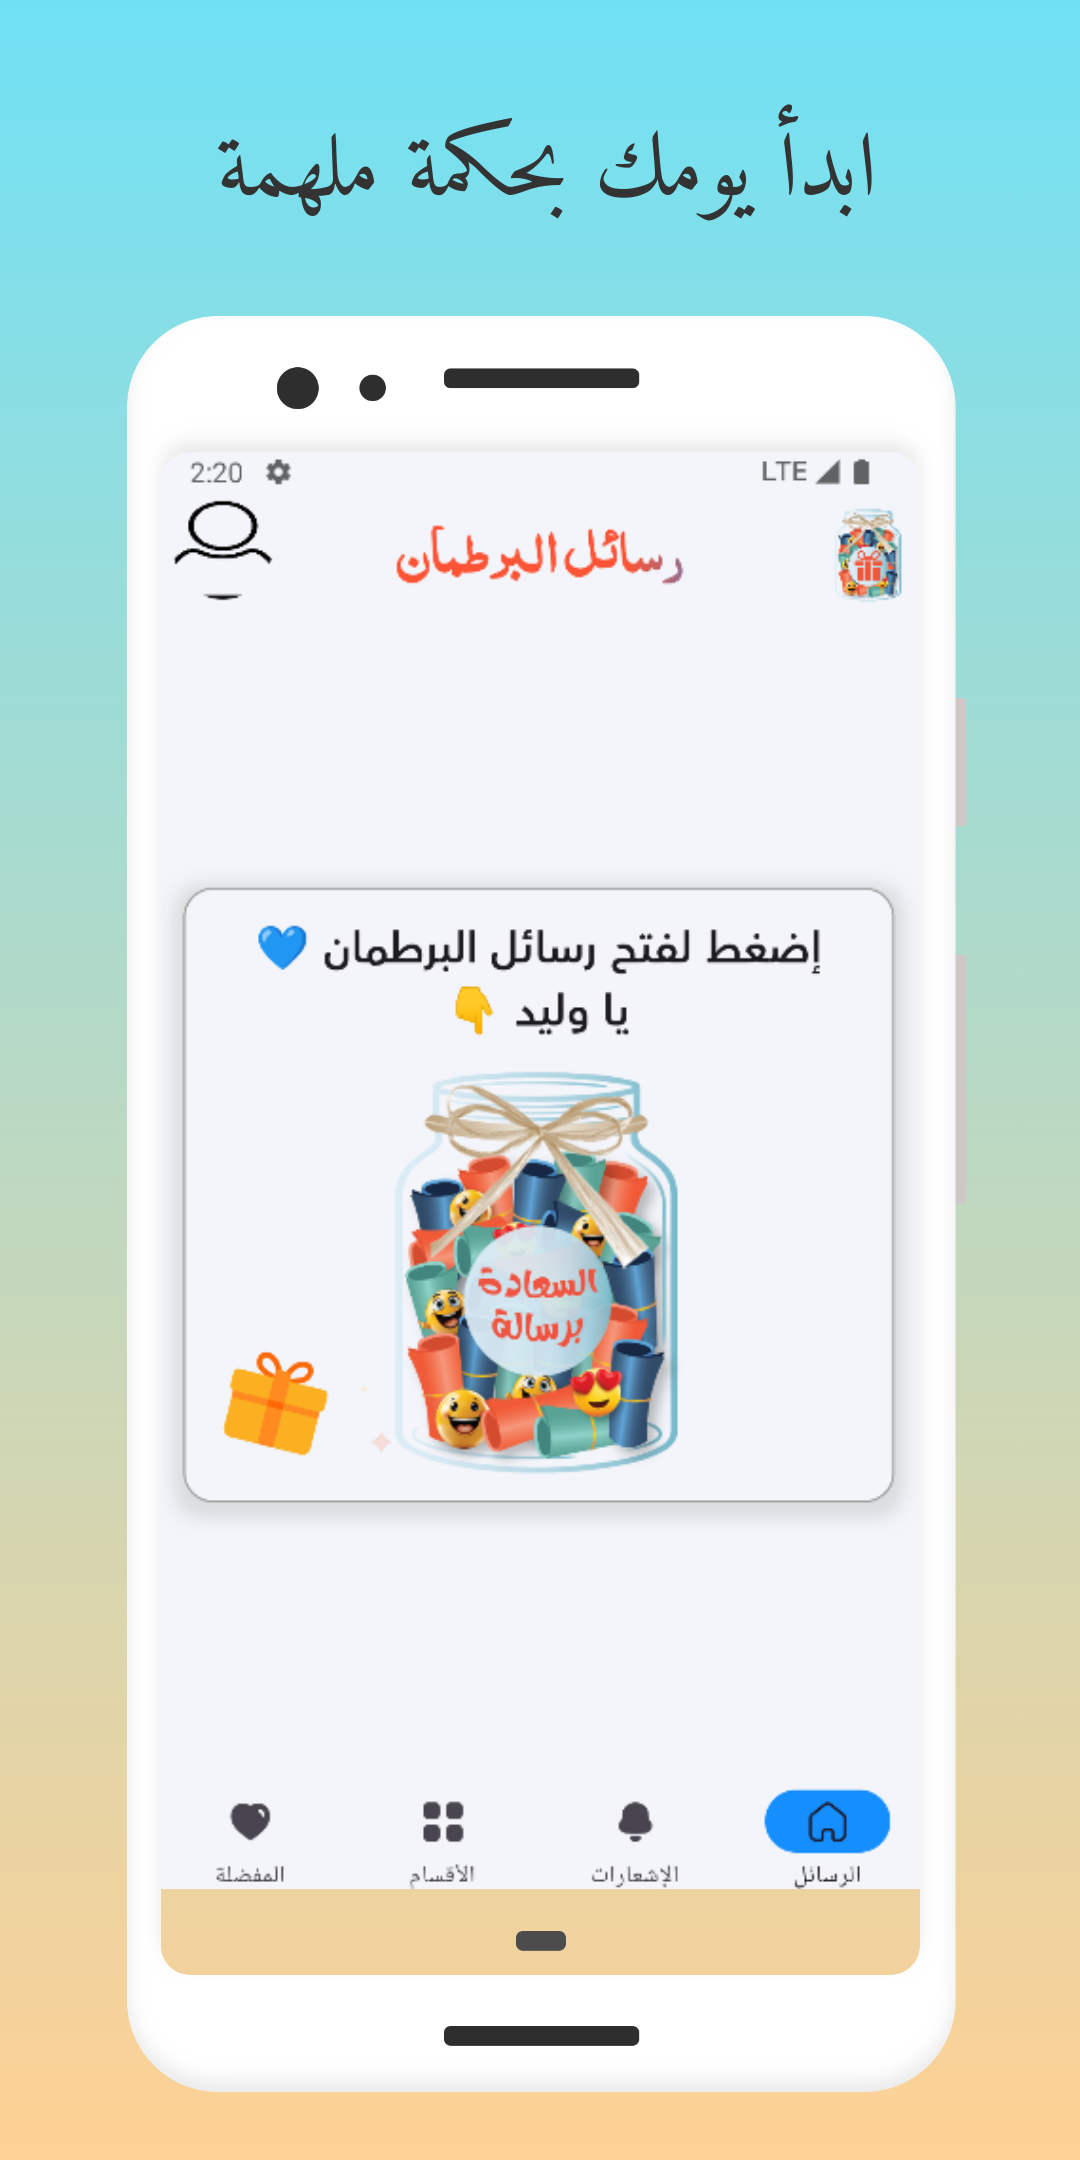 ابدأ يومك بحكمة ملهمة
2:20 LTE
رسائل البرطمان
إضغط لفتح رسائل البرطمان 💙
يا وليد 👇
السعادة
برسالة
الرسائل الإشعارات الأقسام المفضلة